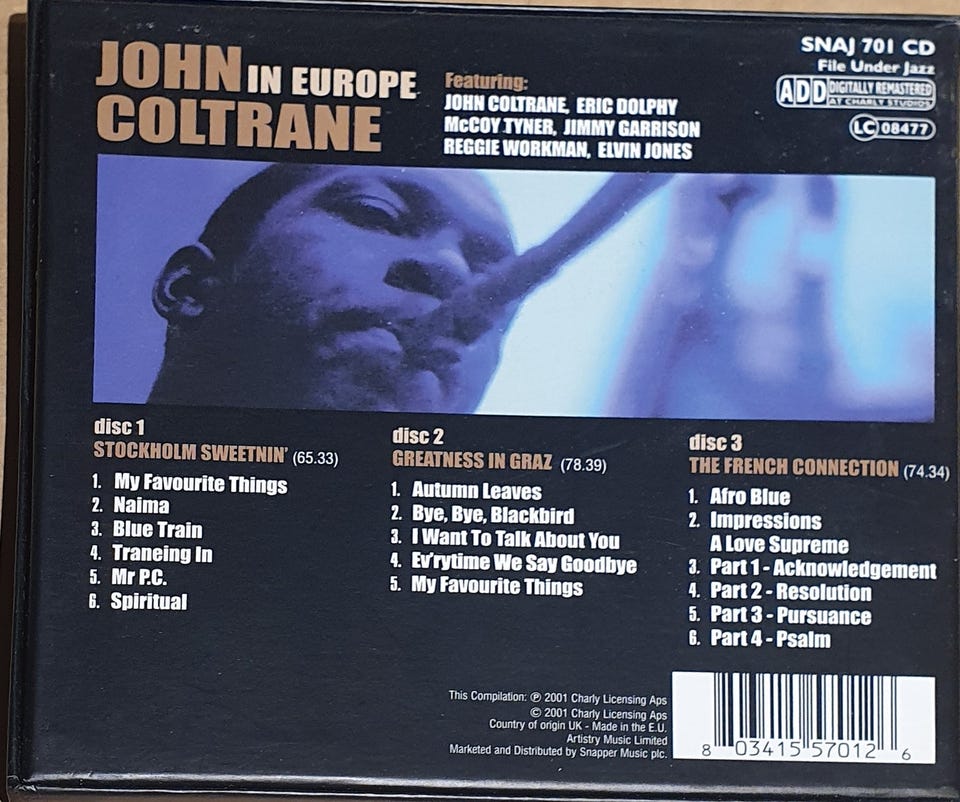 JOHN IN EUROPE
COLTRANE
Featuring:
JOHN COLTRANE, ERIC DOLPHY
McCOY TYNER, JIMMY GARRISON
REGGIE WORKMAN, ELVIN JONES
SNAJ 701 CD
File Under Jazz
ADD DIGITALLY REMASTERED
AT CHARLY STUDIOS
LC 08477
disc 1
STOCKHOLM SWEETNIN' (65.33)
1. My Favourite Things
2. Naima
3. Blue Train
4. Traneing In
5. Mr P.C.
6. Spiritual
disc 2
GREATNESS IN GRAZ (78.39)
1. Autumn Leaves
2. Bye, Bye, Blackbird
3. I Want To Talk About You
4. Ev'rytime We Say Goodbye
5. My Favourite Things
disc 3
THE FRENCH CONNECTION (74.34)
1. Afro Blue
2. Impressions
A Love Supreme
3. Part 1 - Acknowledgement
4. Part 2 - Resolution
5. Part 3 - Pursuance
6. Part 4 - Psalm
This Compilation: ℗ 2001 Charly Licensing Aps
© 2001 Charly Licensing Aps
Country of origin UK - Made in the E.U.
Artistry Music Limited
Marketed and Distributed by Snapper Music plc.
8 03415 57012 6